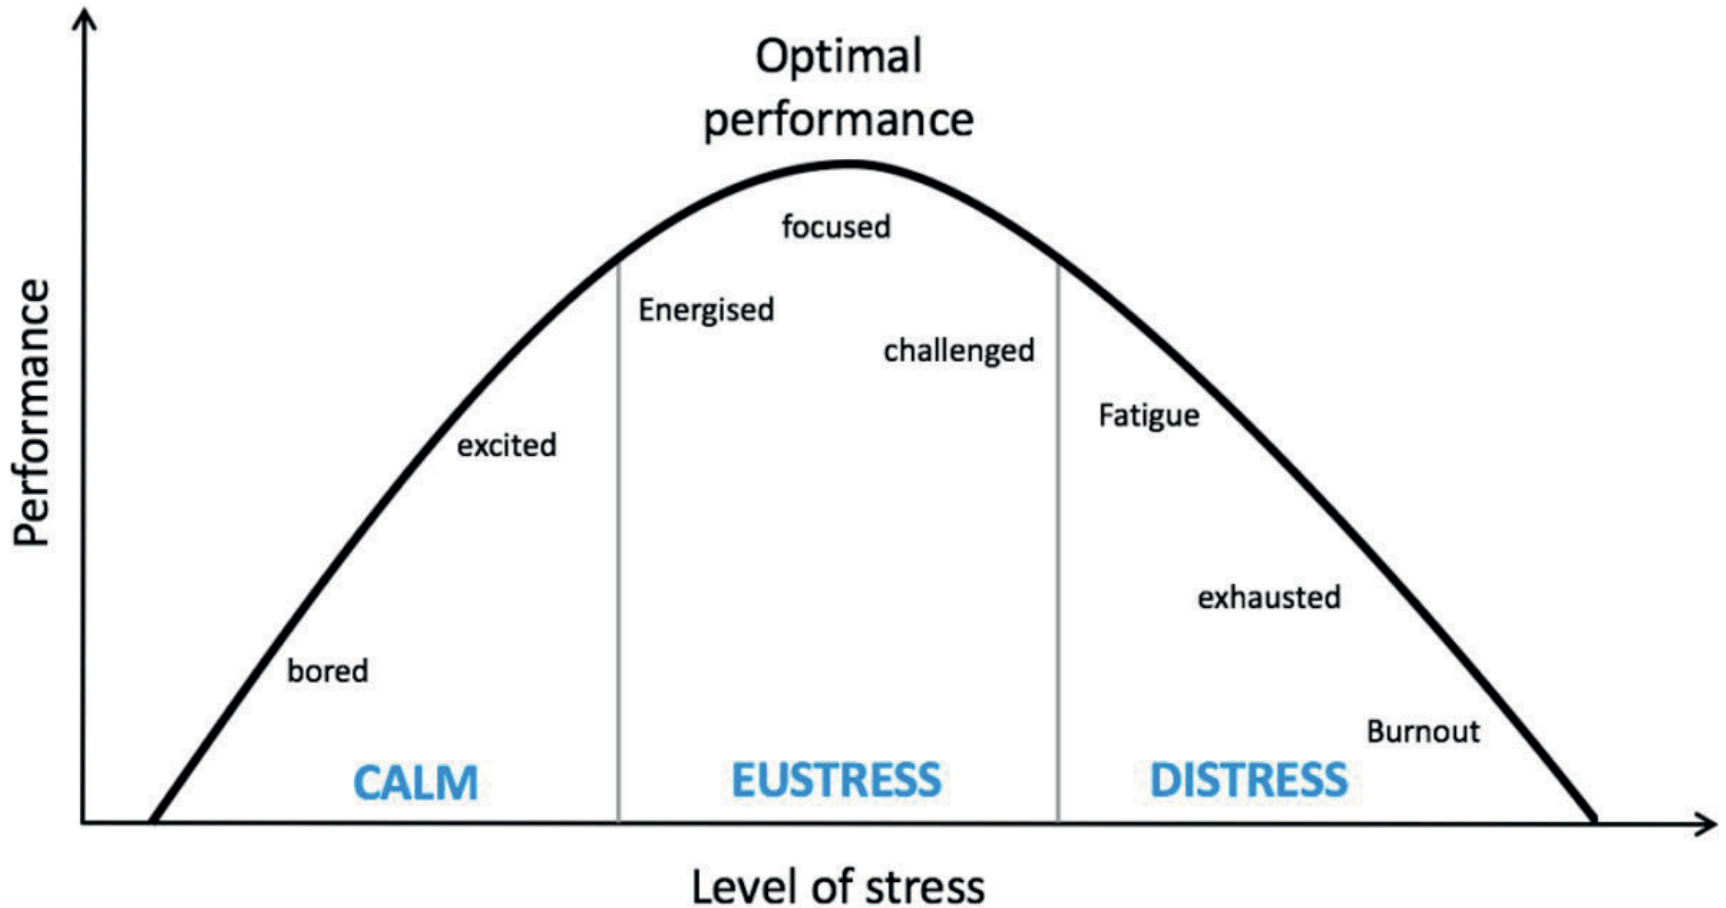 Optimal
performance
focused
Energised
challenged
Fatigue
excited
exhausted
bored
Burnout
CALM
EUSTRESS
DISTRESS
Performance
Level of stress